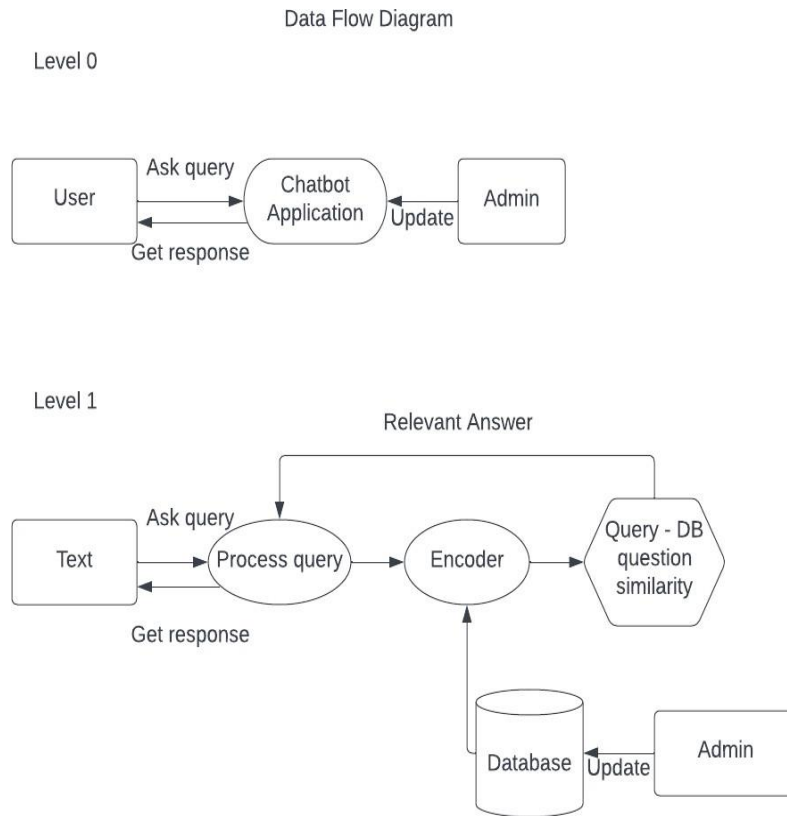 Data Flow Diagram
Level 0
User
Ask query
Get response
Chatbot
Application
Update
Admin
Level 1
Relevant Answer
Text
Ask query
Get response
Process query
Encoder
Query - DB
question
similarity
Database
Update
Admin